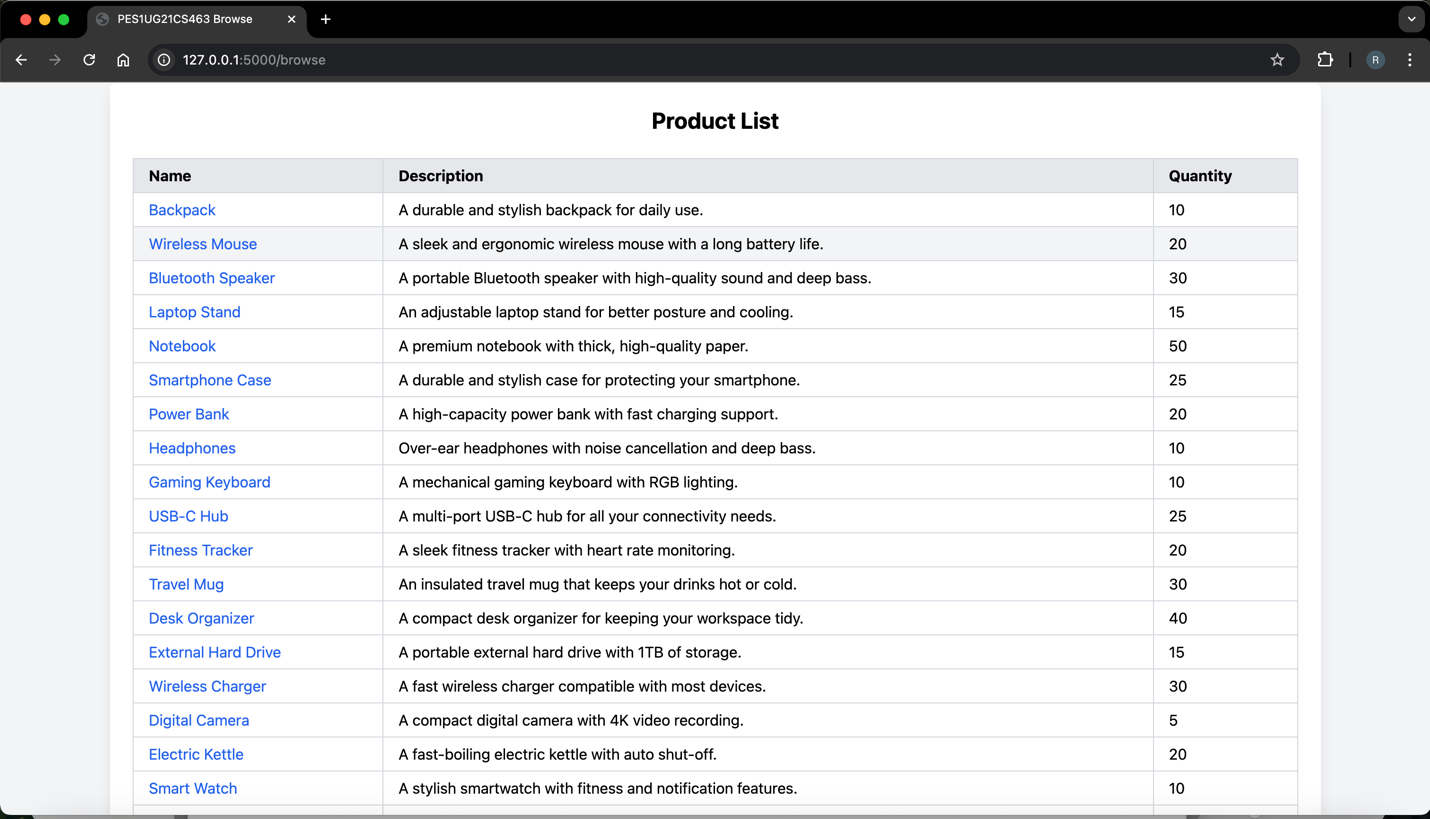 PES1UG21CS463 Browse
127.0.0.1:5000/browse
R
Product List
Name Description Quantity
Backpack A durable and stylish backpack for daily use. 10
Wireless Mouse A sleek and ergonomic wireless mouse with a long battery life. 20
Bluetooth Speaker A portable Bluetooth speaker with high-quality sound and deep bass. 30
Laptop Stand An adjustable laptop stand for better posture and cooling. 15
Notebook A premium notebook with thick, high-quality paper. 50
Smartphone Case A durable and stylish case for protecting your smartphone. 25
Power Bank A high-capacity power bank with fast charging support. 20
Headphones Over-ear headphones with noise cancellation and deep bass. 10
Gaming Keyboard A mechanical gaming keyboard with RGB lighting. 10
USB-C Hub A multi-port USB-C hub for all your connectivity needs. 25
Fitness Tracker A sleek fitness tracker with heart rate monitoring. 20
Travel Mug An insulated travel mug that keeps your drinks hot or cold. 30
Desk Organizer A compact desk organizer for keeping your workspace tidy. 40
External Hard Drive A portable external hard drive with 1TB of storage. 15
Wireless Charger A fast wireless charger compatible with most devices. 30
Digital Camera A compact digital camera with 4K video recording. 5
Electric Kettle A fast-boiling electric kettle with auto shut-off. 20
Smart Watch A stylish smartwatch with fitness and notification features. 10